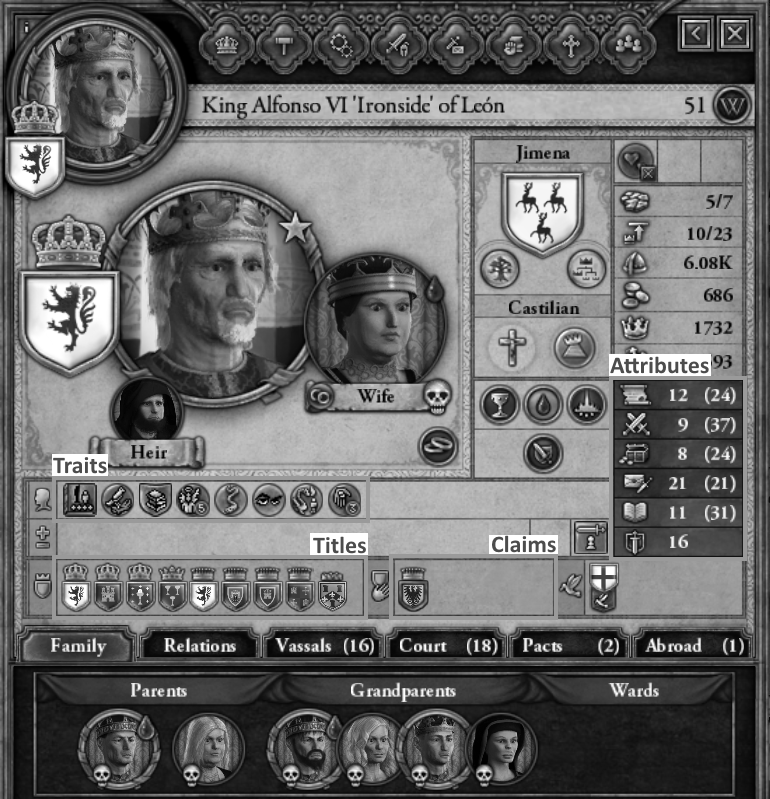 King Alfonso VI 'Ironside' of León 51 W
Jimena
5/7
10/23
6.08K
686
Castilian
1732
93
Attributes
Wife
12 (24)
9 (37)
Heir
8 (24)
Traits
21 (21)
5
3
11 (31)
16
Titles
Claims
Family Relations Vassals (16) Court (18) Pacts (2) Abroad (1)
Parents Grandparents Wards